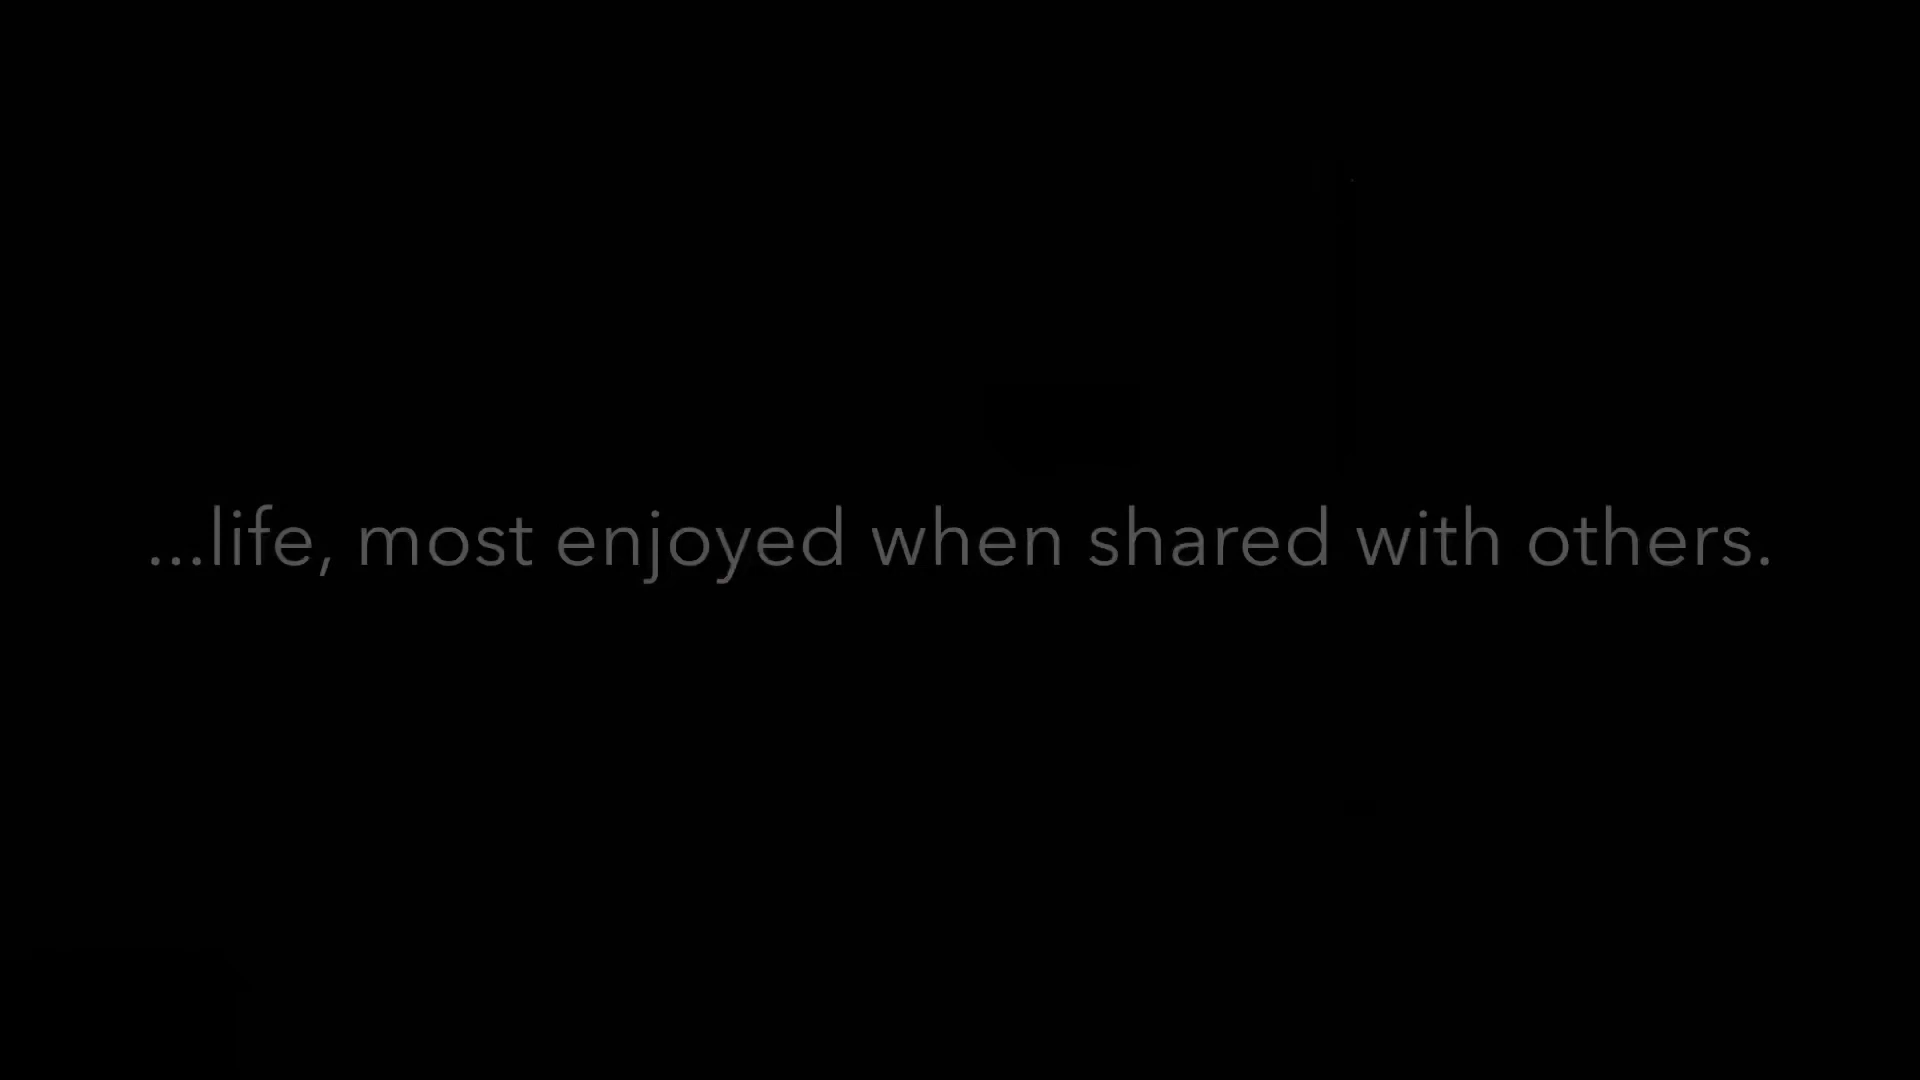 ...life, most enjoyed when shared with others.